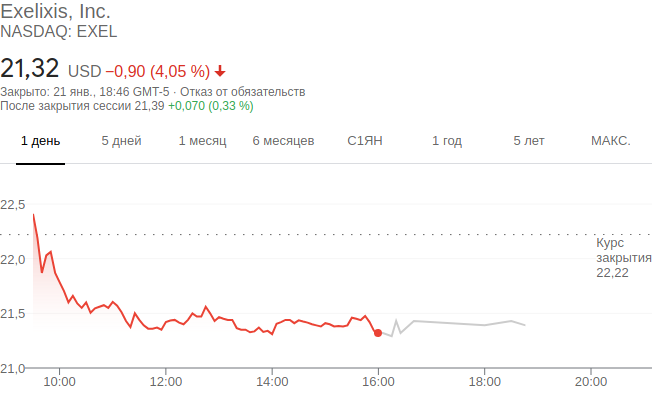 Exelixis, Inc.
NASDAQ: EXEL
21,32 USD −0,90 (4,05 %)
Закрыто: 21 янв., 18:46 GMT-5 · Отказ от обязательств
После закрытия сессии 21,39 +0,070 (0,33 %)
1 день 5 дней 1 месяц 6 месяцев С1ЯН 1 год 5 лет МАКС.
22,5
Курс
закрытия
22,22
22,0
21,5
21,0
10:00 12:00 14:00 16:00 18:00 20:00